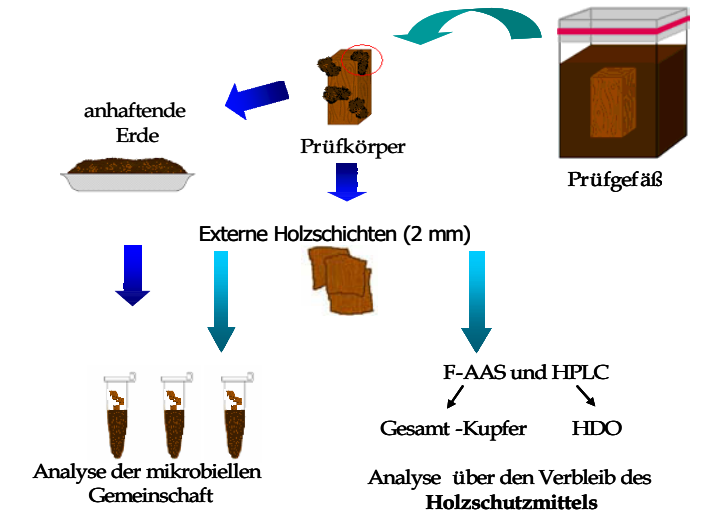 anhaftende
Erde
Prüfkörper
Prüfgefäß
Externe Holzschichten (2 mm)
F-AAS und HPLC
Gesamt -Kupfer
HDO
Analyse der mikrobiellen
Gemeinschaft
Analyse über den Verbleib des
Holzschutzmittels